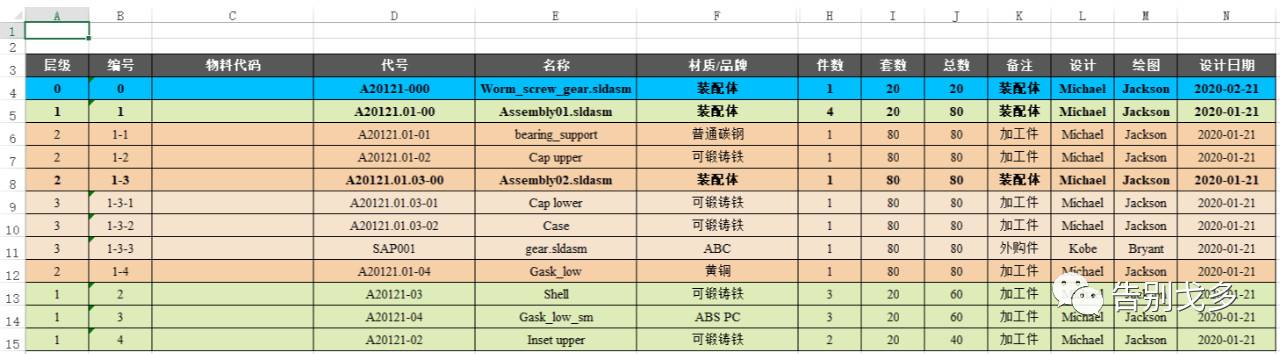 A B C D E F H I J K L M N
1
2
3 层级 编号 物料代码 代号 名称 材质/品牌 件数 套数 总数 备注 设计 绘图 设计日期
4 0 0 A20121-000 Worm_screw_gear.sldasm 装配体 1 20 20 装配体 Michael Jackson 2020-02-21
5 1 1 A20121.01-00 Assembly01.sldasm 装配体 4 20 80 装配体 Michael Jackson 2020-01-21
6 2 1-1 A20121.01-01 bearing_support 普通碳钢 1 80 80 加工件 Michael Jackson 2020-01-21
7 2 1-2 A20121.01-02 Cap upper 可锻铸铁 1 80 80 加工件 Michael Jackson 2020-01-21
8 2 1-3 A20121.01.03-00 Assembly02.sldasm 装配体 1 80 80 装配体 Michael Jackson 2020-01-21
9 3 1-3-1 A20121.01.03-01 Cap lower 可锻铸铁 1 80 80 加工件 Michael Jackson 2020-01-21
10 3 1-3-2 A20121.01.03-02 Case 可锻铸铁 1 80 80 加工件 Michael Jackson 2020-01-21
11 3 1-3-3 SAP001 gear.sldasm ABC 1 80 80 外购件 Kobe Bryant 2020-01-21
12 2 1-4 A20121.01-04 Gask_low 黄铜 1 80 80 加工件 Michael Jackson 2020-01-21
13 1 2 A20121-03 Shell 可锻铸铁 3 20 60 加工件 Michael Jackson 2020-01-21
告别戈多
14 1 3 A20121-04 Gask_low_sm ABS PC 3 20 60 加工件 Michael Jackson 2020-01-21
15 1 4 A20121-02 Inset upper 可锻铸铁 2 20 40 加工件 Michael Jackson 2020-01-21